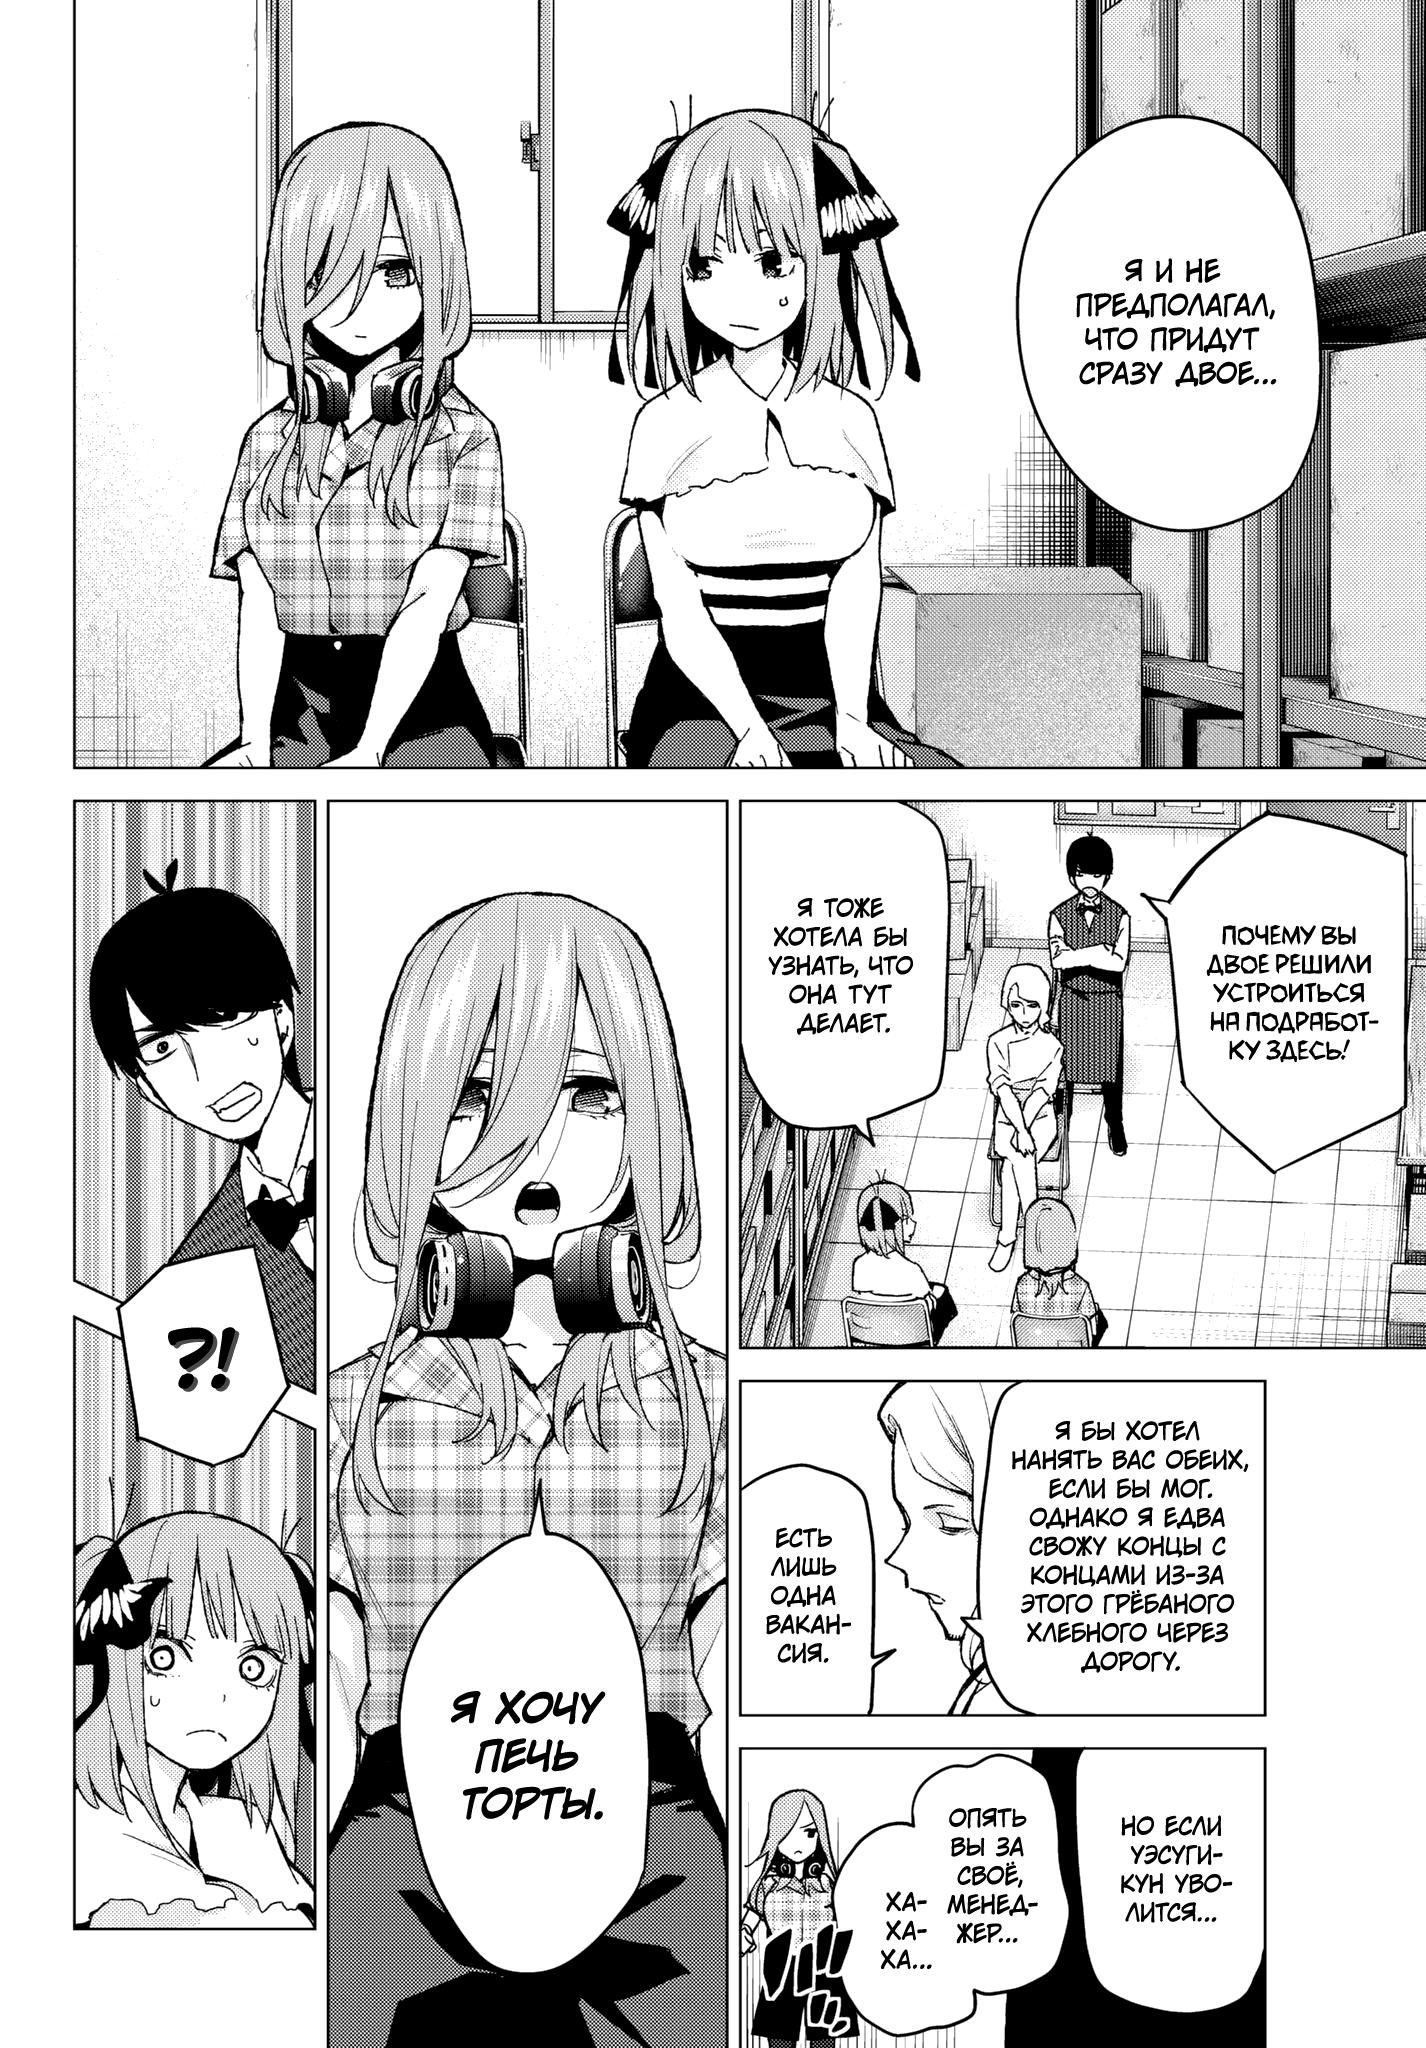 Я И НЕ
ПРЕДПОЛАГАЛ,
ЧТО ПРИДУТ
СРАЗУ ДВОЕ...
ПОЧЕМУ ВЫ
ДВОЕ РЕШИЛИ
УСТРОИТЬСЯ
НА ПОДРАБОТ-
КУ ЗДЕСЬ!
Я ТОЖЕ
ХОТЕЛА БЫ
УЗНАТЬ, ЧТО
ОНА ТУТ
ДЕЛАЕТ.
Я БЫ ХОТЕЛ
НАНЯТЬ ВАС ОБЕИХ,
ЕСЛИ БЫ МОГ.
ОДНАКО Я ЕДВА
СВОЖУ КОНЦЫ С
КОНЦАМИ ИЗ-ЗА
ЭТОГО ГРЁБАНОГО
ХЛЕБНОГО ЧЕРЕЗ
ДОРОГУ.
ЕСТЬ
ЛИШЬ
ОДНА
ВАКАН-
СИЯ.
НО ЕСЛИ
УЭСУГИ-
КУН УВО-
ЛИТСЯ...
ОПЯТЬ
ВЫ ЗА
СВОЁ,
МЕНЕД-
ЖЕР...
ХА-
ХА-
ХА...
Я ХОЧУ
ПЕЧЬ
ТОРТЫ.
?!